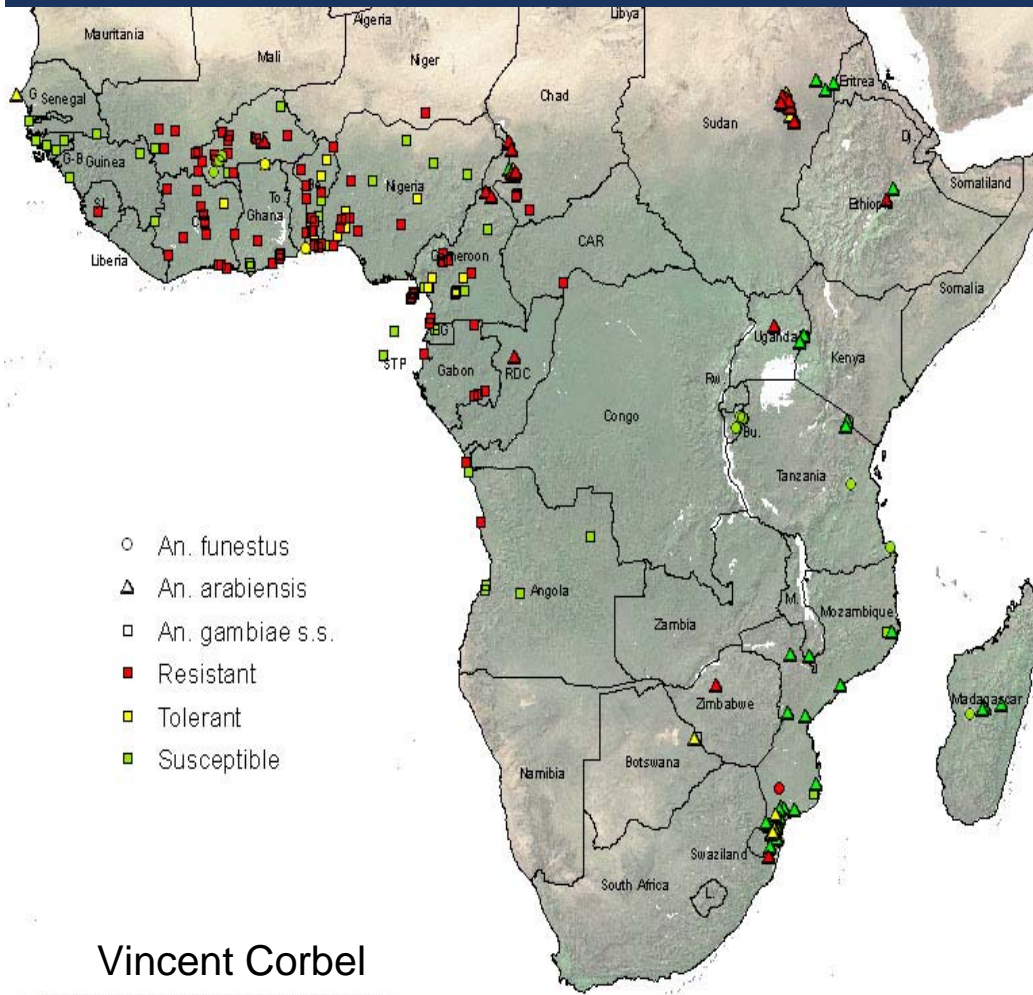 Libya
Algeria
Mauritania
Mali
Niger
Chad
Eritrea
G
Senegal
Sudan
Dj.
G-B
Guinea
B.F
Nigeria
Be.
To.
Ghana
SL
Somaliland
Ethiopia
Liberia
CAR
Cameroon
Somalia
Uganda
Kenya
STP
Gabon
RDC
Rw.
Congo
Bu.
Tanzania
An. funestus
An. arabiensis
An. gambiae s.s.
Resistant
Tolerant
Susceptible
Angola
M.
Mozambique
Zambia
Zimbabwe
Madagascar
Namibia
Botswana
Swaziland
South Africa
L.
Vincent Corbel